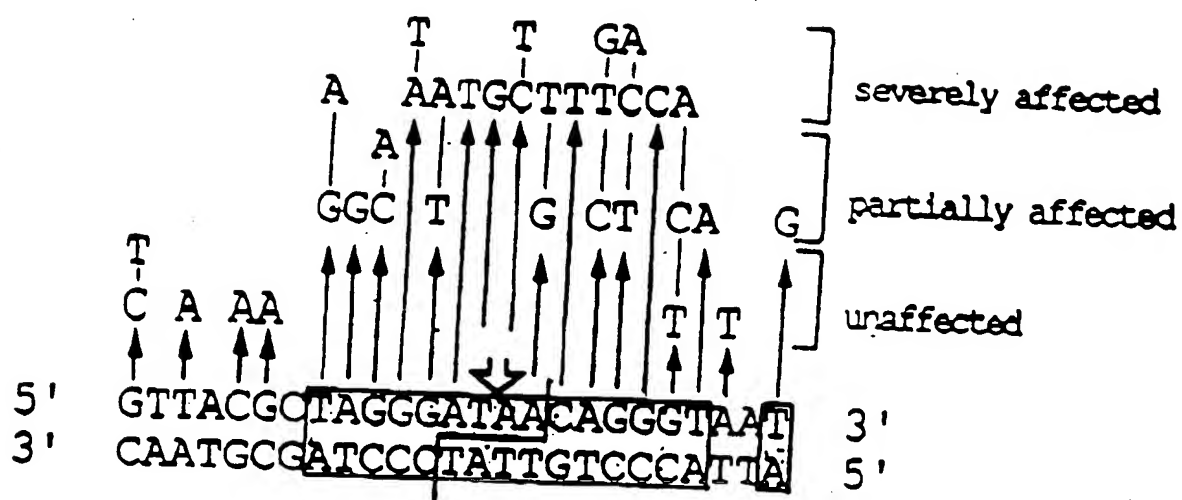 T T GA
A AATGCTTTCCA severely affected
A
GGC T G CT CA G partially affected
T
C A AA T T unaffected
5' GTTACGCTAGGGATAACAGGGTAAT 3'
3' CAATGCGATCCCTATTGTCCCATTA 5'